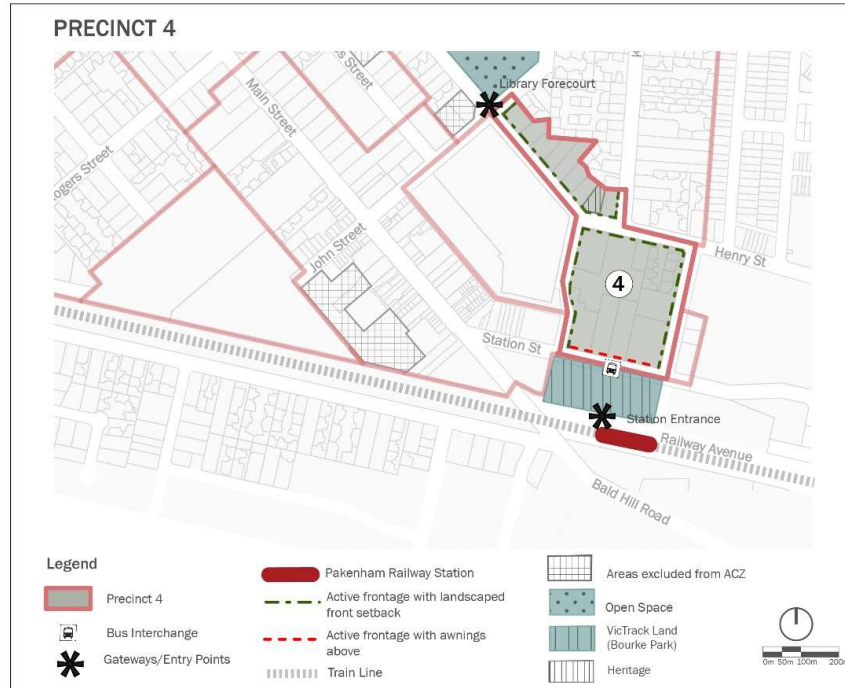 PRECINCT 4
Library Forecourt
Main Street
Rogers Street
John Street
Henry St
4
Station St
Station Entrance
Railway Avenue
Bald Hill Road
Legend
Precinct 4
Bus Interchange
Gateways/Entry Points
Pakenham Railway Station
Active frontage with landscaped
front setback
Active frontage with awnings
above
Train Line
Areas excluded from ACZ
Open Space
VicTrack Land
(Bourke Park)
Heritage
0m 50m 100m 200m